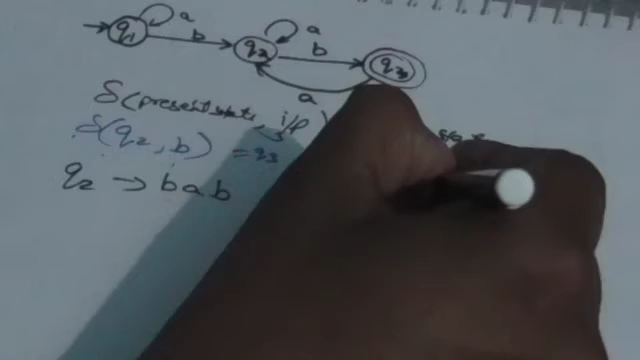 a a
q1 b q2 b q3
a
δ(present state, i/p)
δ(q2, b) = q3
q2 → bab